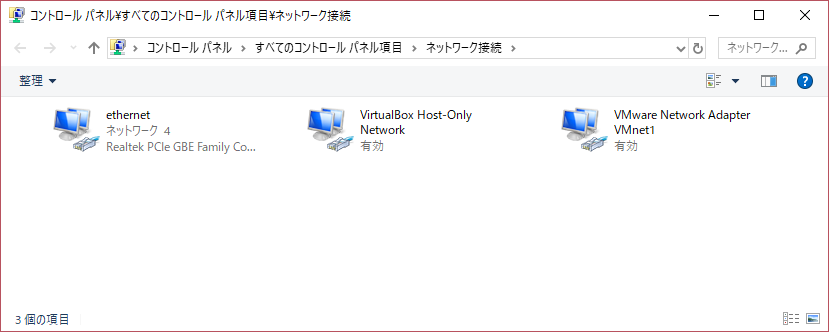 コントロール パネル¥すべてのコントロール パネル項目¥ネットワーク接続
コントロール パネル › すべてのコントロール パネル項目 › ネットワーク接続 ›
ネットワーク...
整理
ethernet
ネットワーク 4
Realtek PCIe GBE Family Co...
VirtualBox Host-Only
Network
有効
VMware Network Adapter
VMnet1
有効
3 個の項目